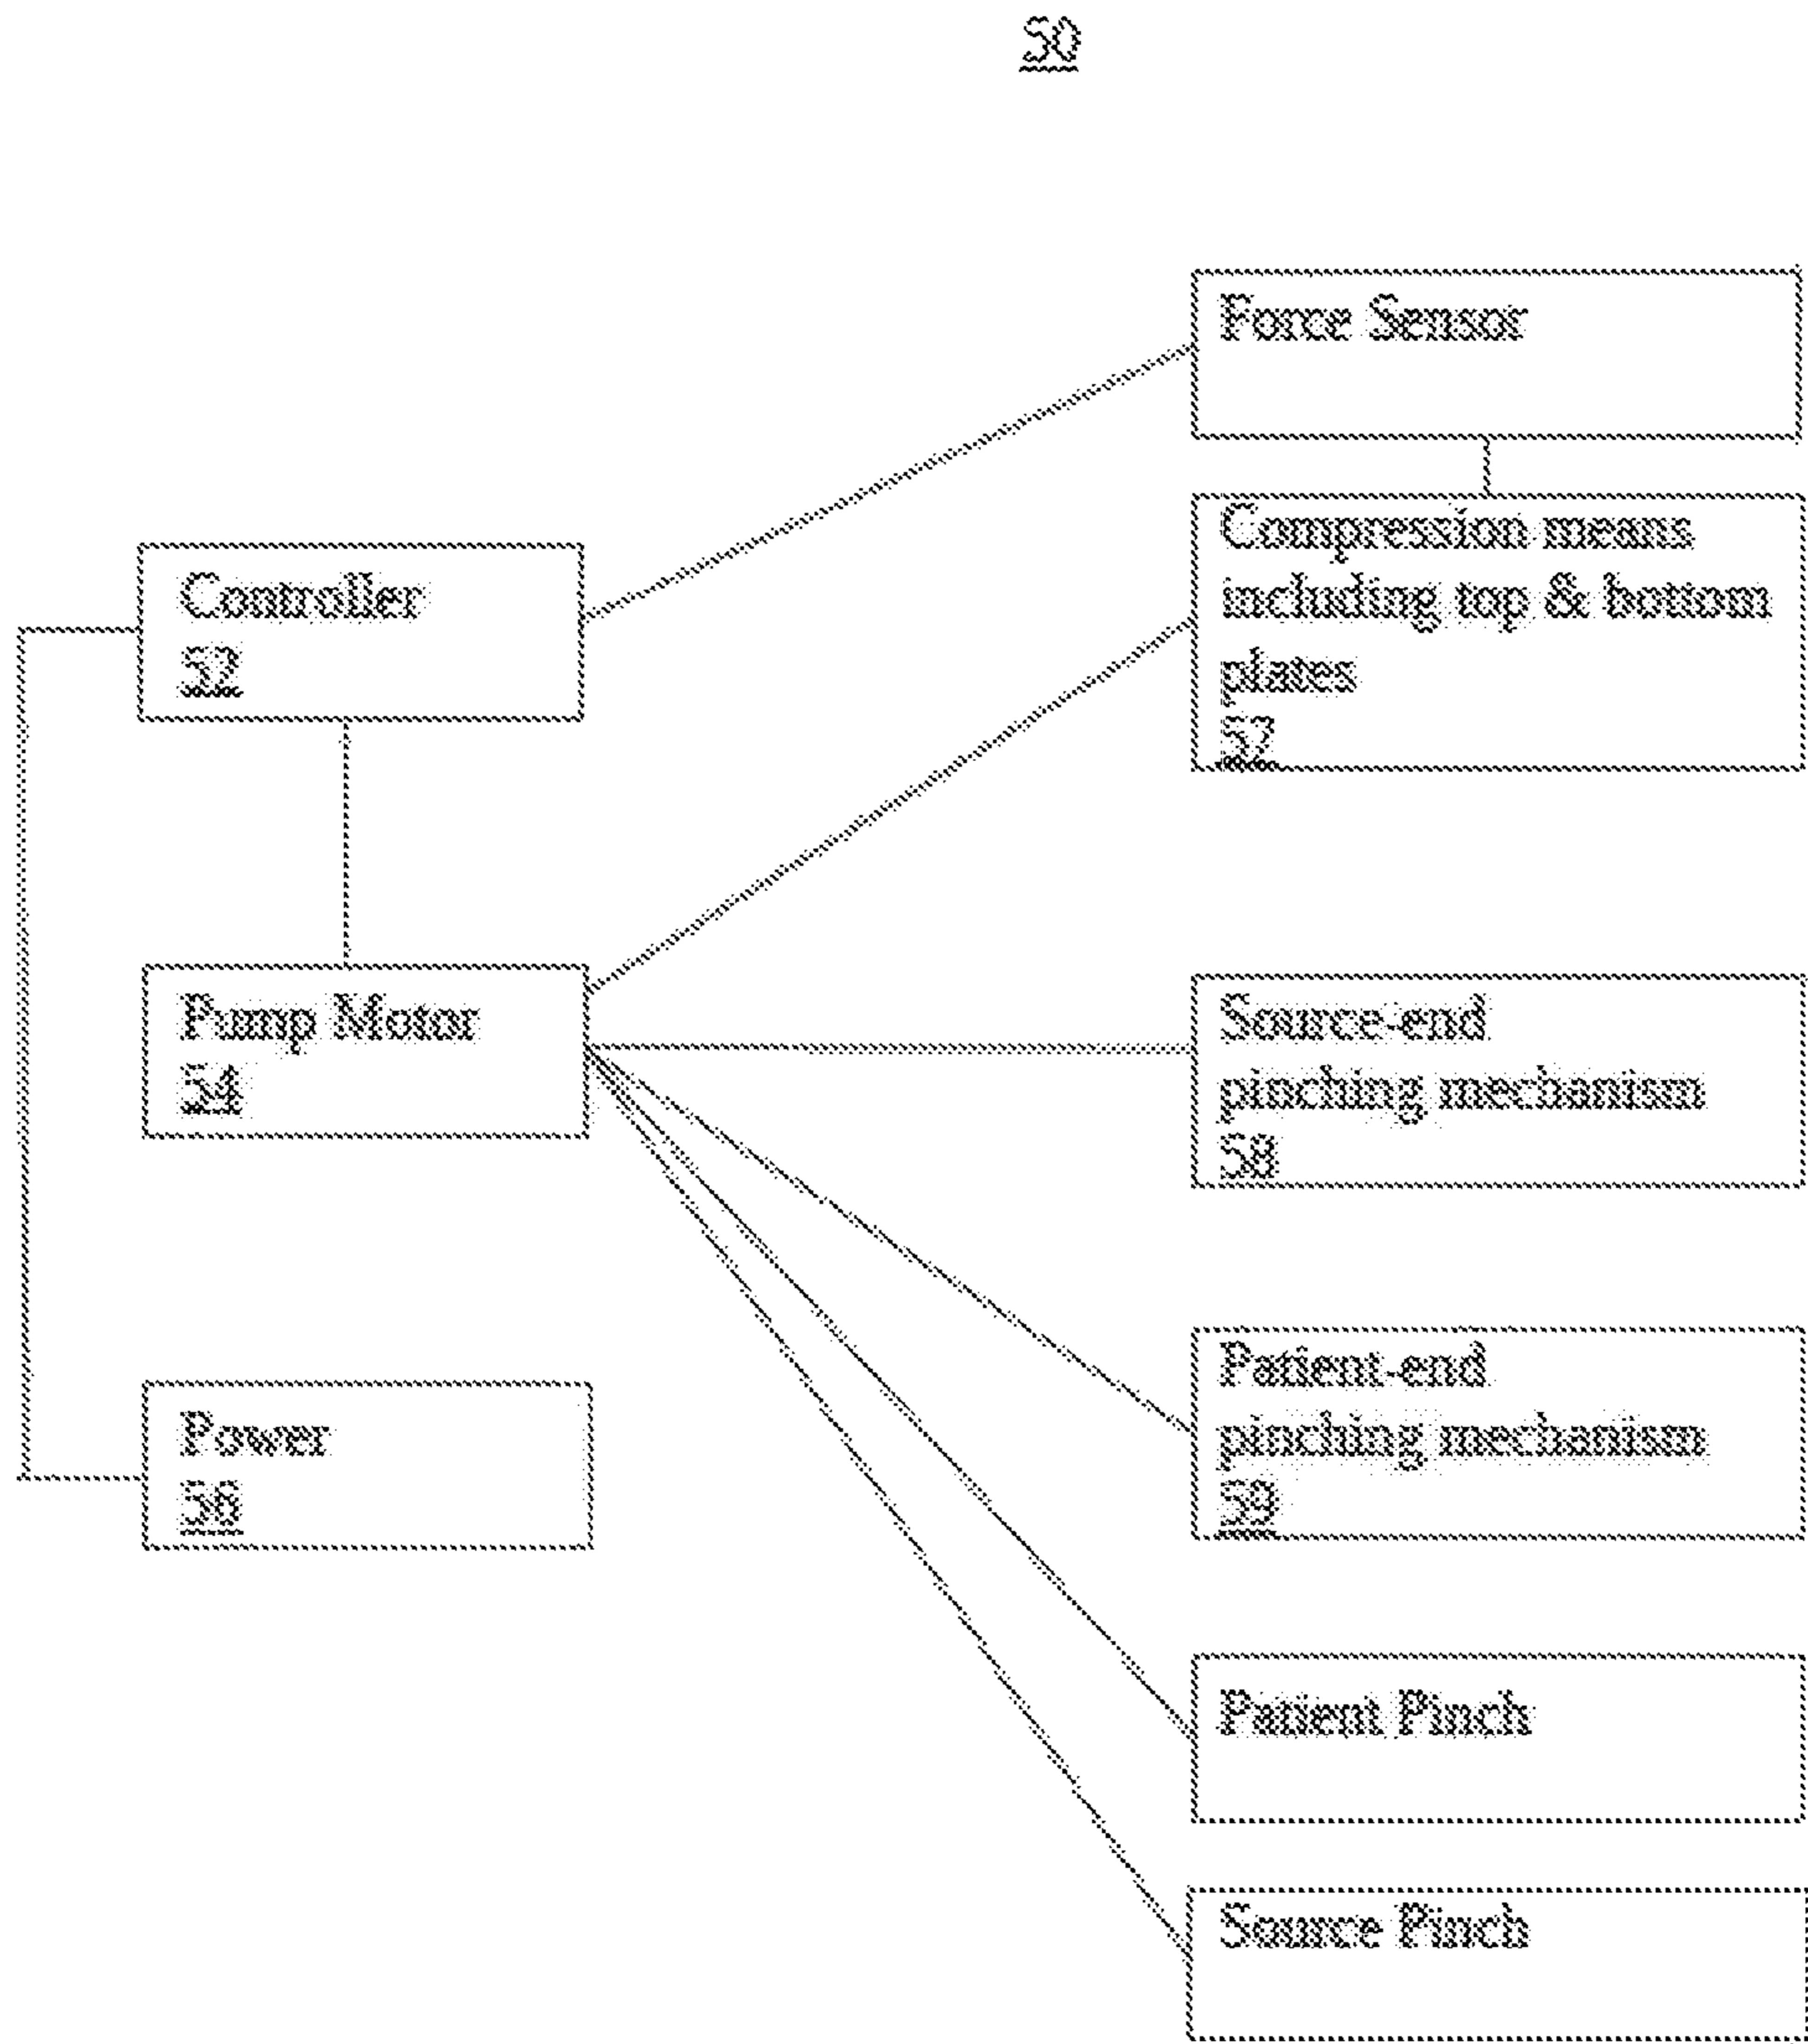 50
Force Sensor
Compression means
including top & bottom
plates
57
Controller
52
Pump Motor
54
Source-end
pinching mechanism
58
Patient-end
pinching mechanism
59
Power
56
Patient Pinch
Source Pinch